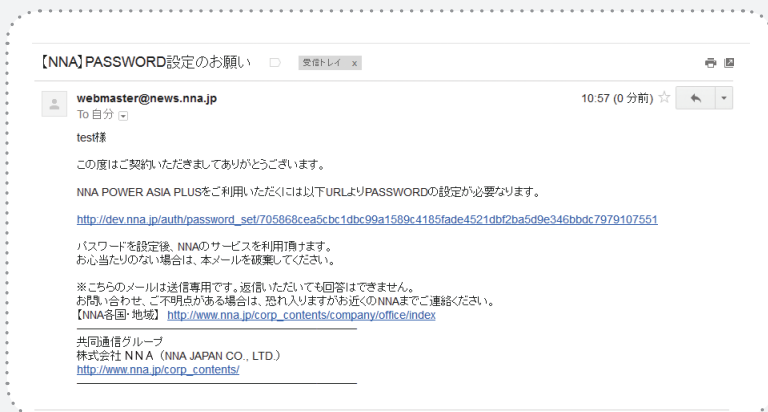 【NNA】PASSWORD設定のお願い
受信トレイ x
webmaster@news.nna.jp
10:57 (0 分前)
To 自分
test様
この度はご契約いただきましてありがとうございます。
NNA POWER ASIA PLUSをご利用いただくには以下URLよりPASSWORDの設定が必要なります。
http://dev.nna.jp/auth/password_set/705868cea5cbc1dbc99a1589c4185fade4521dbf2ba5d9e346bbdc7979107551
パスワードを設定後、NNAのサービスを利用頂けます。
お心当たりのない場合は、本メールを破棄してください。
※こちらのメールは送信専用です。返信いただいても回答はできません。
お問い合わせ、ご不明点がある場合は、恐れ入りますがお近くのNNAまでご連絡ください。
【NNA各国・地域】 http://www.nna.jp/corp_contents/company/office/index
共同通信グループ
株式会社 ＮＮＡ（NNA JAPAN CO., LTD.）
http://www.nna.jp/corp_contents/